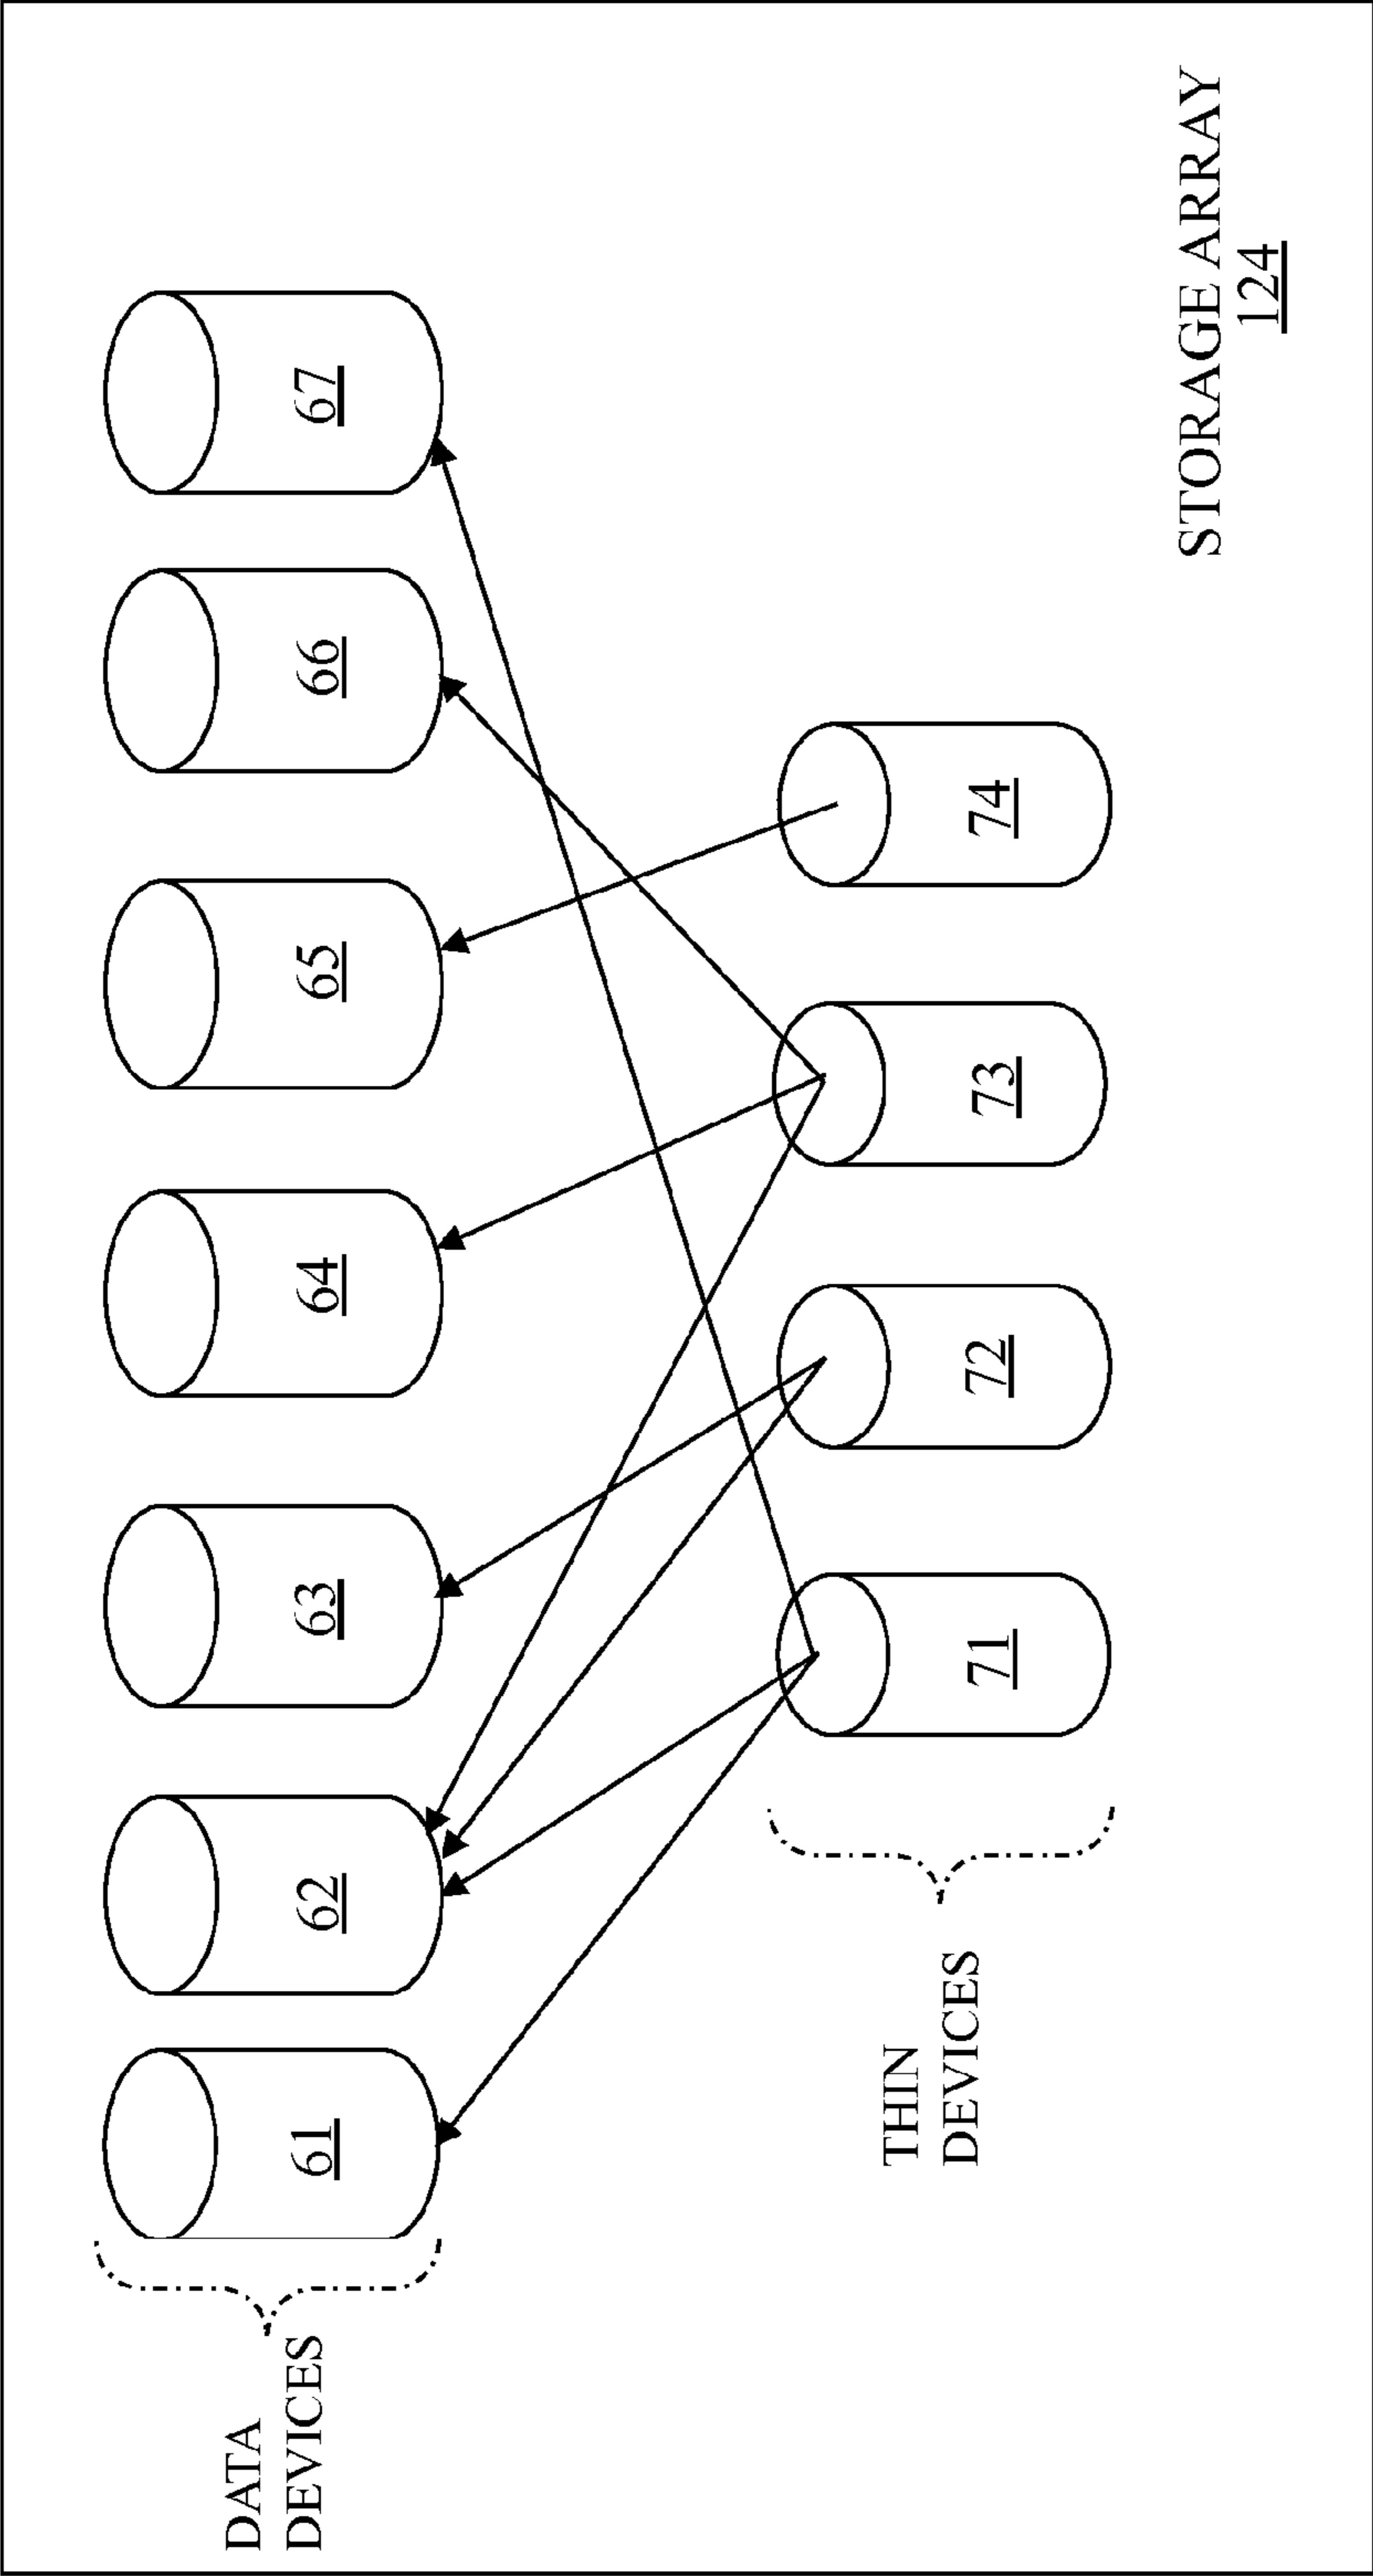 DATA
DEVICES
61
62
63
64
65
66
67
THIN
DEVICES
71
72
73
74
STORAGE ARRAY
124